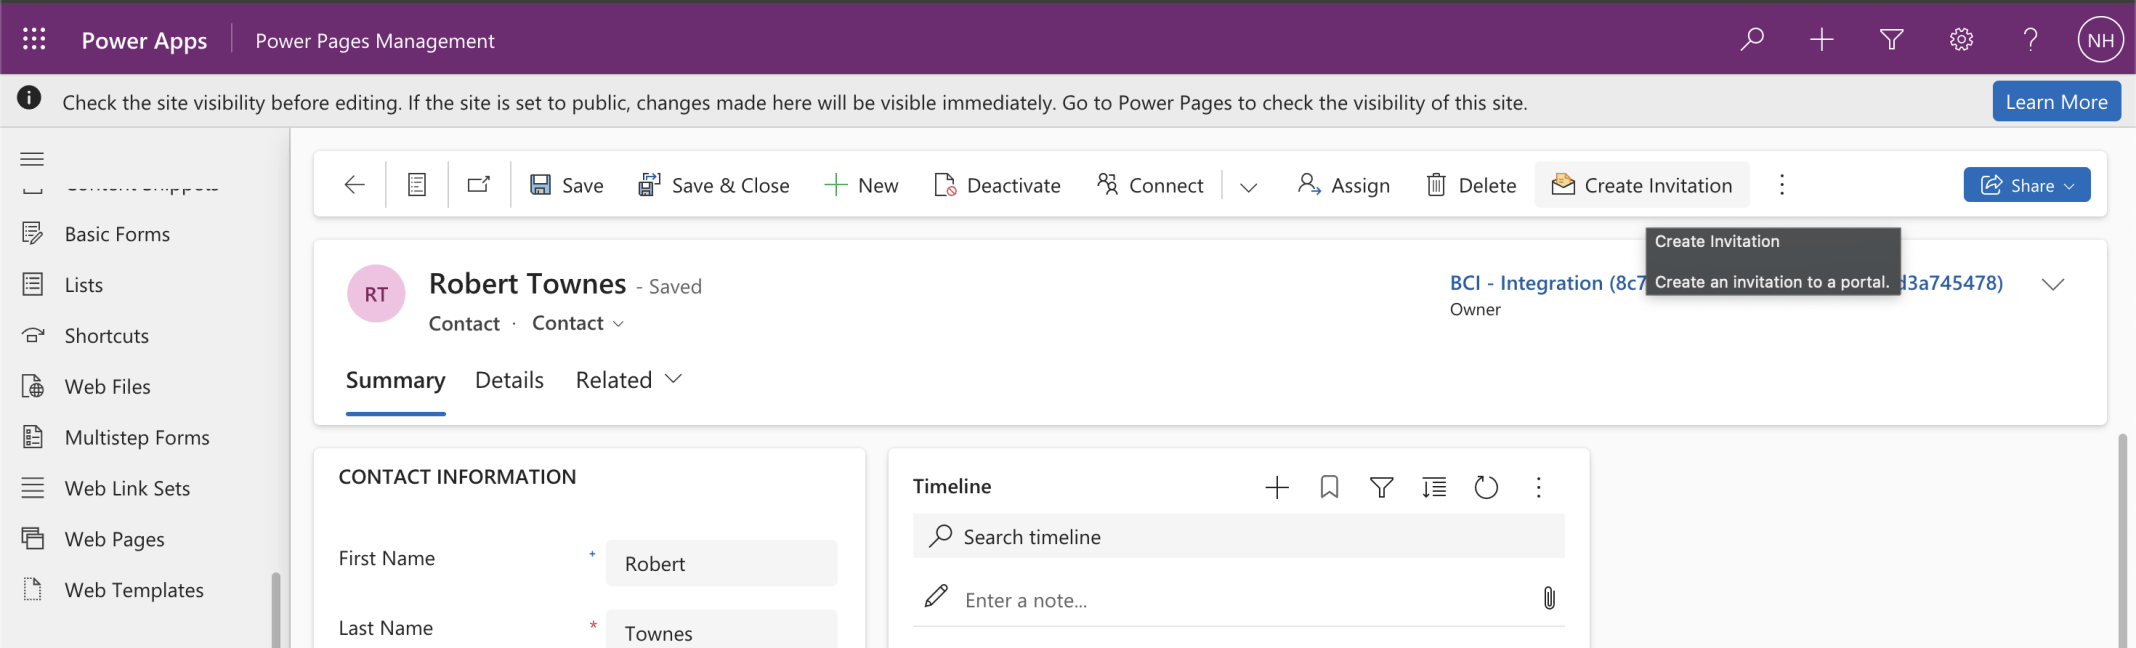 Power Apps
Power Pages Management
NH
Check the site visibility before editing. If the site is set to public, changes made here will be visible immediately. Go to Power Pages to check the visibility of this site.
Learn More
Content Snippets
Basic Forms
Lists
Shortcuts
Web Files
Multistep Forms
Web Link Sets
Web Pages
Web Templates
Save
Save & Close
New
Deactivate
Connect
Assign
Delete
Create Invitation
Share
Create Invitation
Create an invitation to a portal.
RT
Robert Townes - Saved
Contact · Contact
BCI - Integration (8c7 d3a745478)
Owner
Summary
Details
Related
CONTACT INFORMATION
First Name + Robert
Last Name * Townes
Timeline
Search timeline
Enter a note...